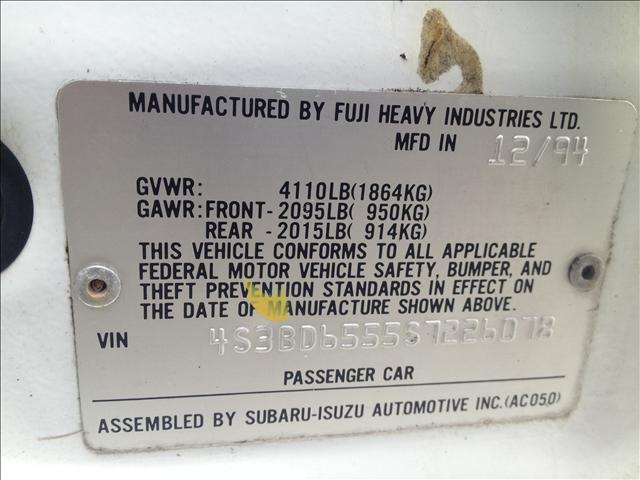 MANUFACTURED BY FUJI HEAVY INDUSTRIES LTD.
MFD IN 12/94
GVWR: 4110LB(1864KG)
GAWR:FRONT-2095LB( 950KG)
REAR -2015LB( 914KG)
THIS VEHICLE CONFORMS TO ALL APPLICABLE
FEDERAL MOTOR VEHICLE SAFETY, BUMPER, AND
THEFT PREVENTION STANDARDS IN EFFECT ON
THE DATE OF MANUFACTURE SHOWN ABOVE.
VIN 4S3BD6555S7226078
PASSENGER CAR
ASSEMBLED BY SUBARU-ISUZU AUTOMOTIVE INC.(AC050)